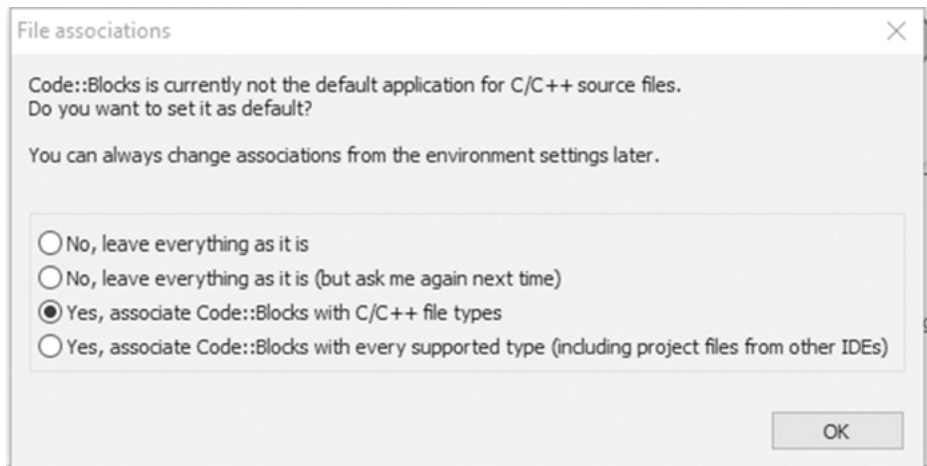 File associations
Code::Blocks is currently not the default application for C/C++ source files.
Do you want to set it as default?
You can always change associations from the environment settings later.
No, leave everything as it is
No, leave everything as it is (but ask me again next time)
Yes, associate Code::Blocks with C/C++ file types
Yes, associate Code::Blocks with every supported type (including project files from other IDEs)
OK